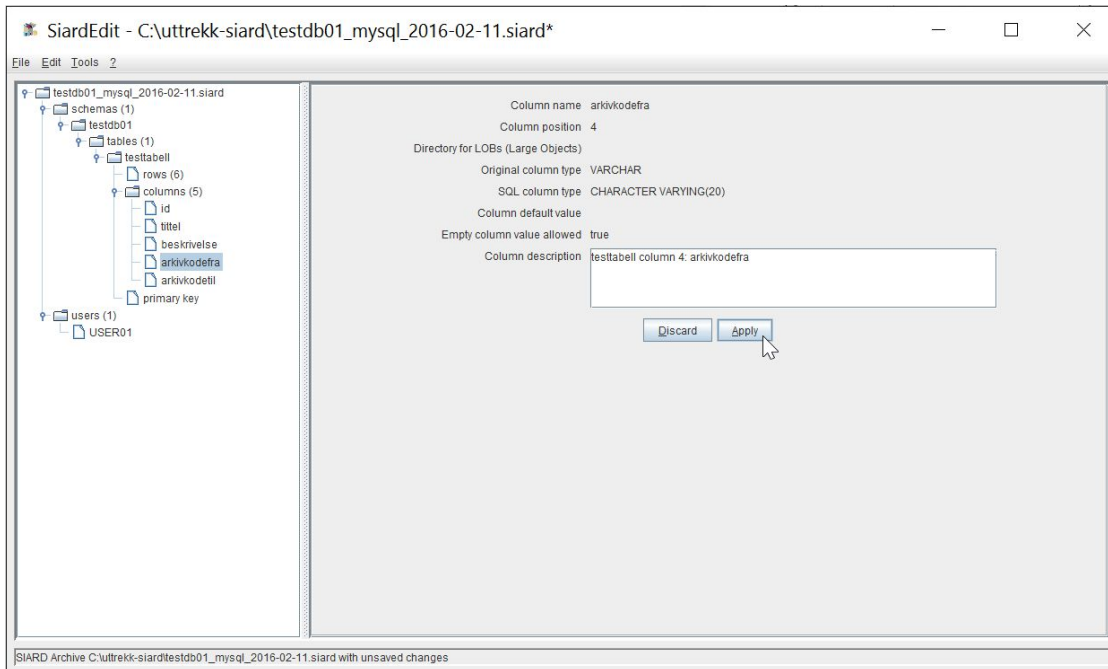 SiardEdit - C:\uttrekk-siard\testdb01_mysql_2016-02-11.siard*
File Edit Tools ?
testdb01_mysql_2016-02-11.siard
schemas (1)
testdb01
tables (1)
testtabell
rows (6)
columns (5)
id
tittel
beskrivelse
arkivkodefra
arkivkodetil
primary key
users (1)
USER01
Column name arkivkodefra
Column position 4
Directory for LOBs (Large Objects)
Original column type VARCHAR
SQL column type CHARACTER VARYING(20)
Column default value
Empty column value allowed true
Column description testtabell column 4: arkivkodefra
Discard Apply
SIARD Archive C:\uttrekk-siard\testdb01_mysql_2016-02-11.siard with unsaved changes